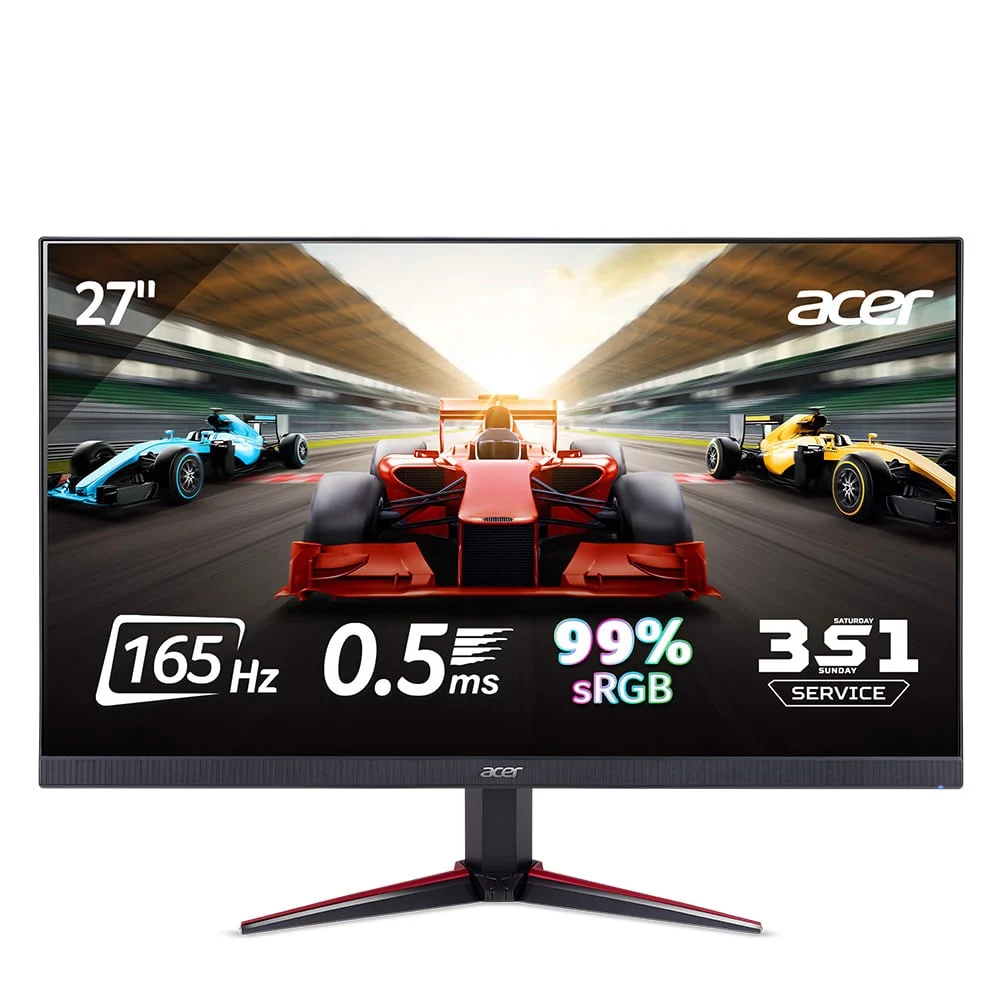 27"
acer
165 Hz
0.5 ms
99%
sRGB
3S1
SATURDAY
SUNDAY
SERVICE
acer